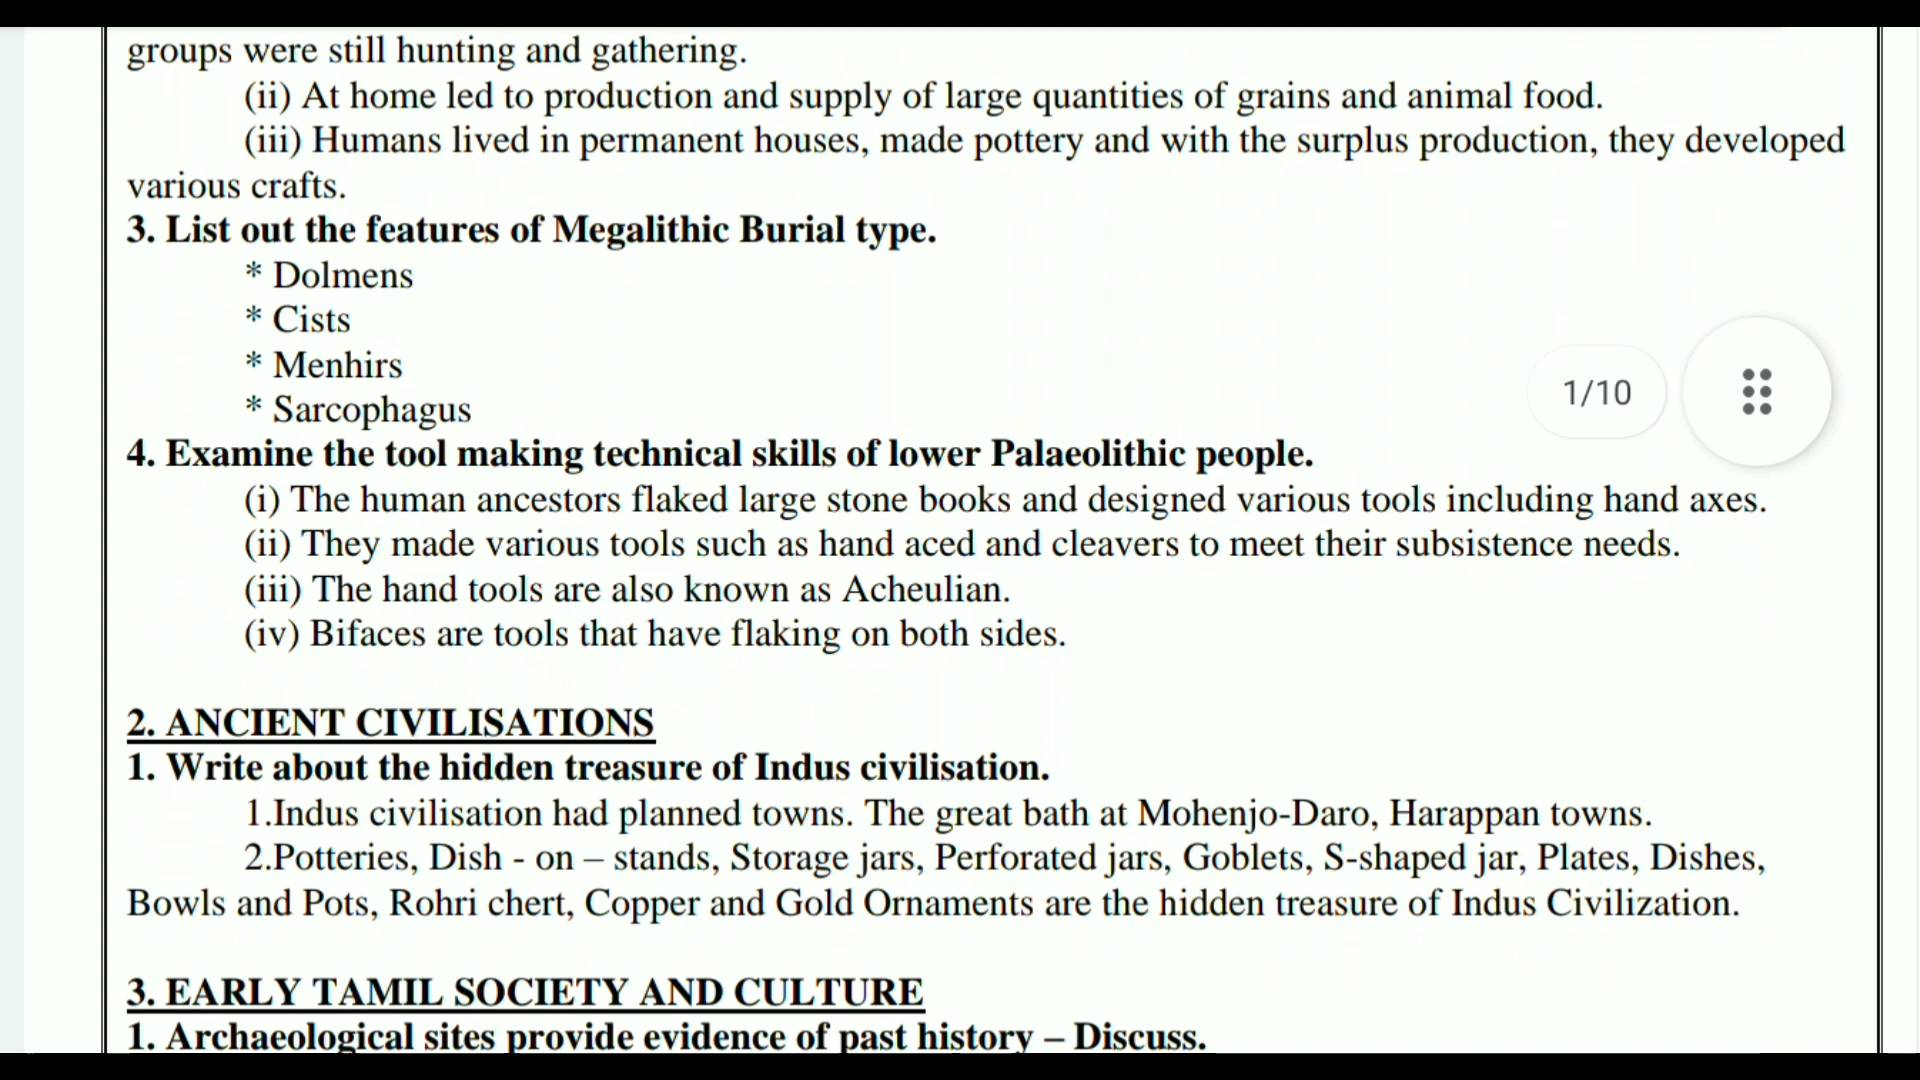 groups were still hunting and gathering.
(ii) At home led to production and supply of large quantities of grains and animal food.
(iii) Humans lived in permanent houses, made pottery and with the surplus production, they developed
various crafts.
3. List out the features of Megalithic Burial type.
* Dolmens
* Cists
* Menhirs
* Sarcophagus
1/10
4. Examine the tool making technical skills of lower Palaeolithic people.
(i) The human ancestors flaked large stone books and designed various tools including hand axes.
(ii) They made various tools such as hand aced and cleavers to meet their subsistence needs.
(iii) The hand tools are also known as Acheulian.
(iv) Bifaces are tools that have flaking on both sides.
2. ANCIENT CIVILISATIONS
1. Write about the hidden treasure of Indus civilisation.
1.Indus civilisation had planned towns. The great bath at Mohenjo-Daro, Harappan towns.
2.Potteries, Dish - on – stands, Storage jars, Perforated jars, Goblets, S-shaped jar, Plates, Dishes,
Bowls and Pots, Rohri chert, Copper and Gold Ornaments are the hidden treasure of Indus Civilization.
3. EARLY TAMIL SOCIETY AND CULTURE
1. Archaeological sites provide evidence of past history – Discuss.